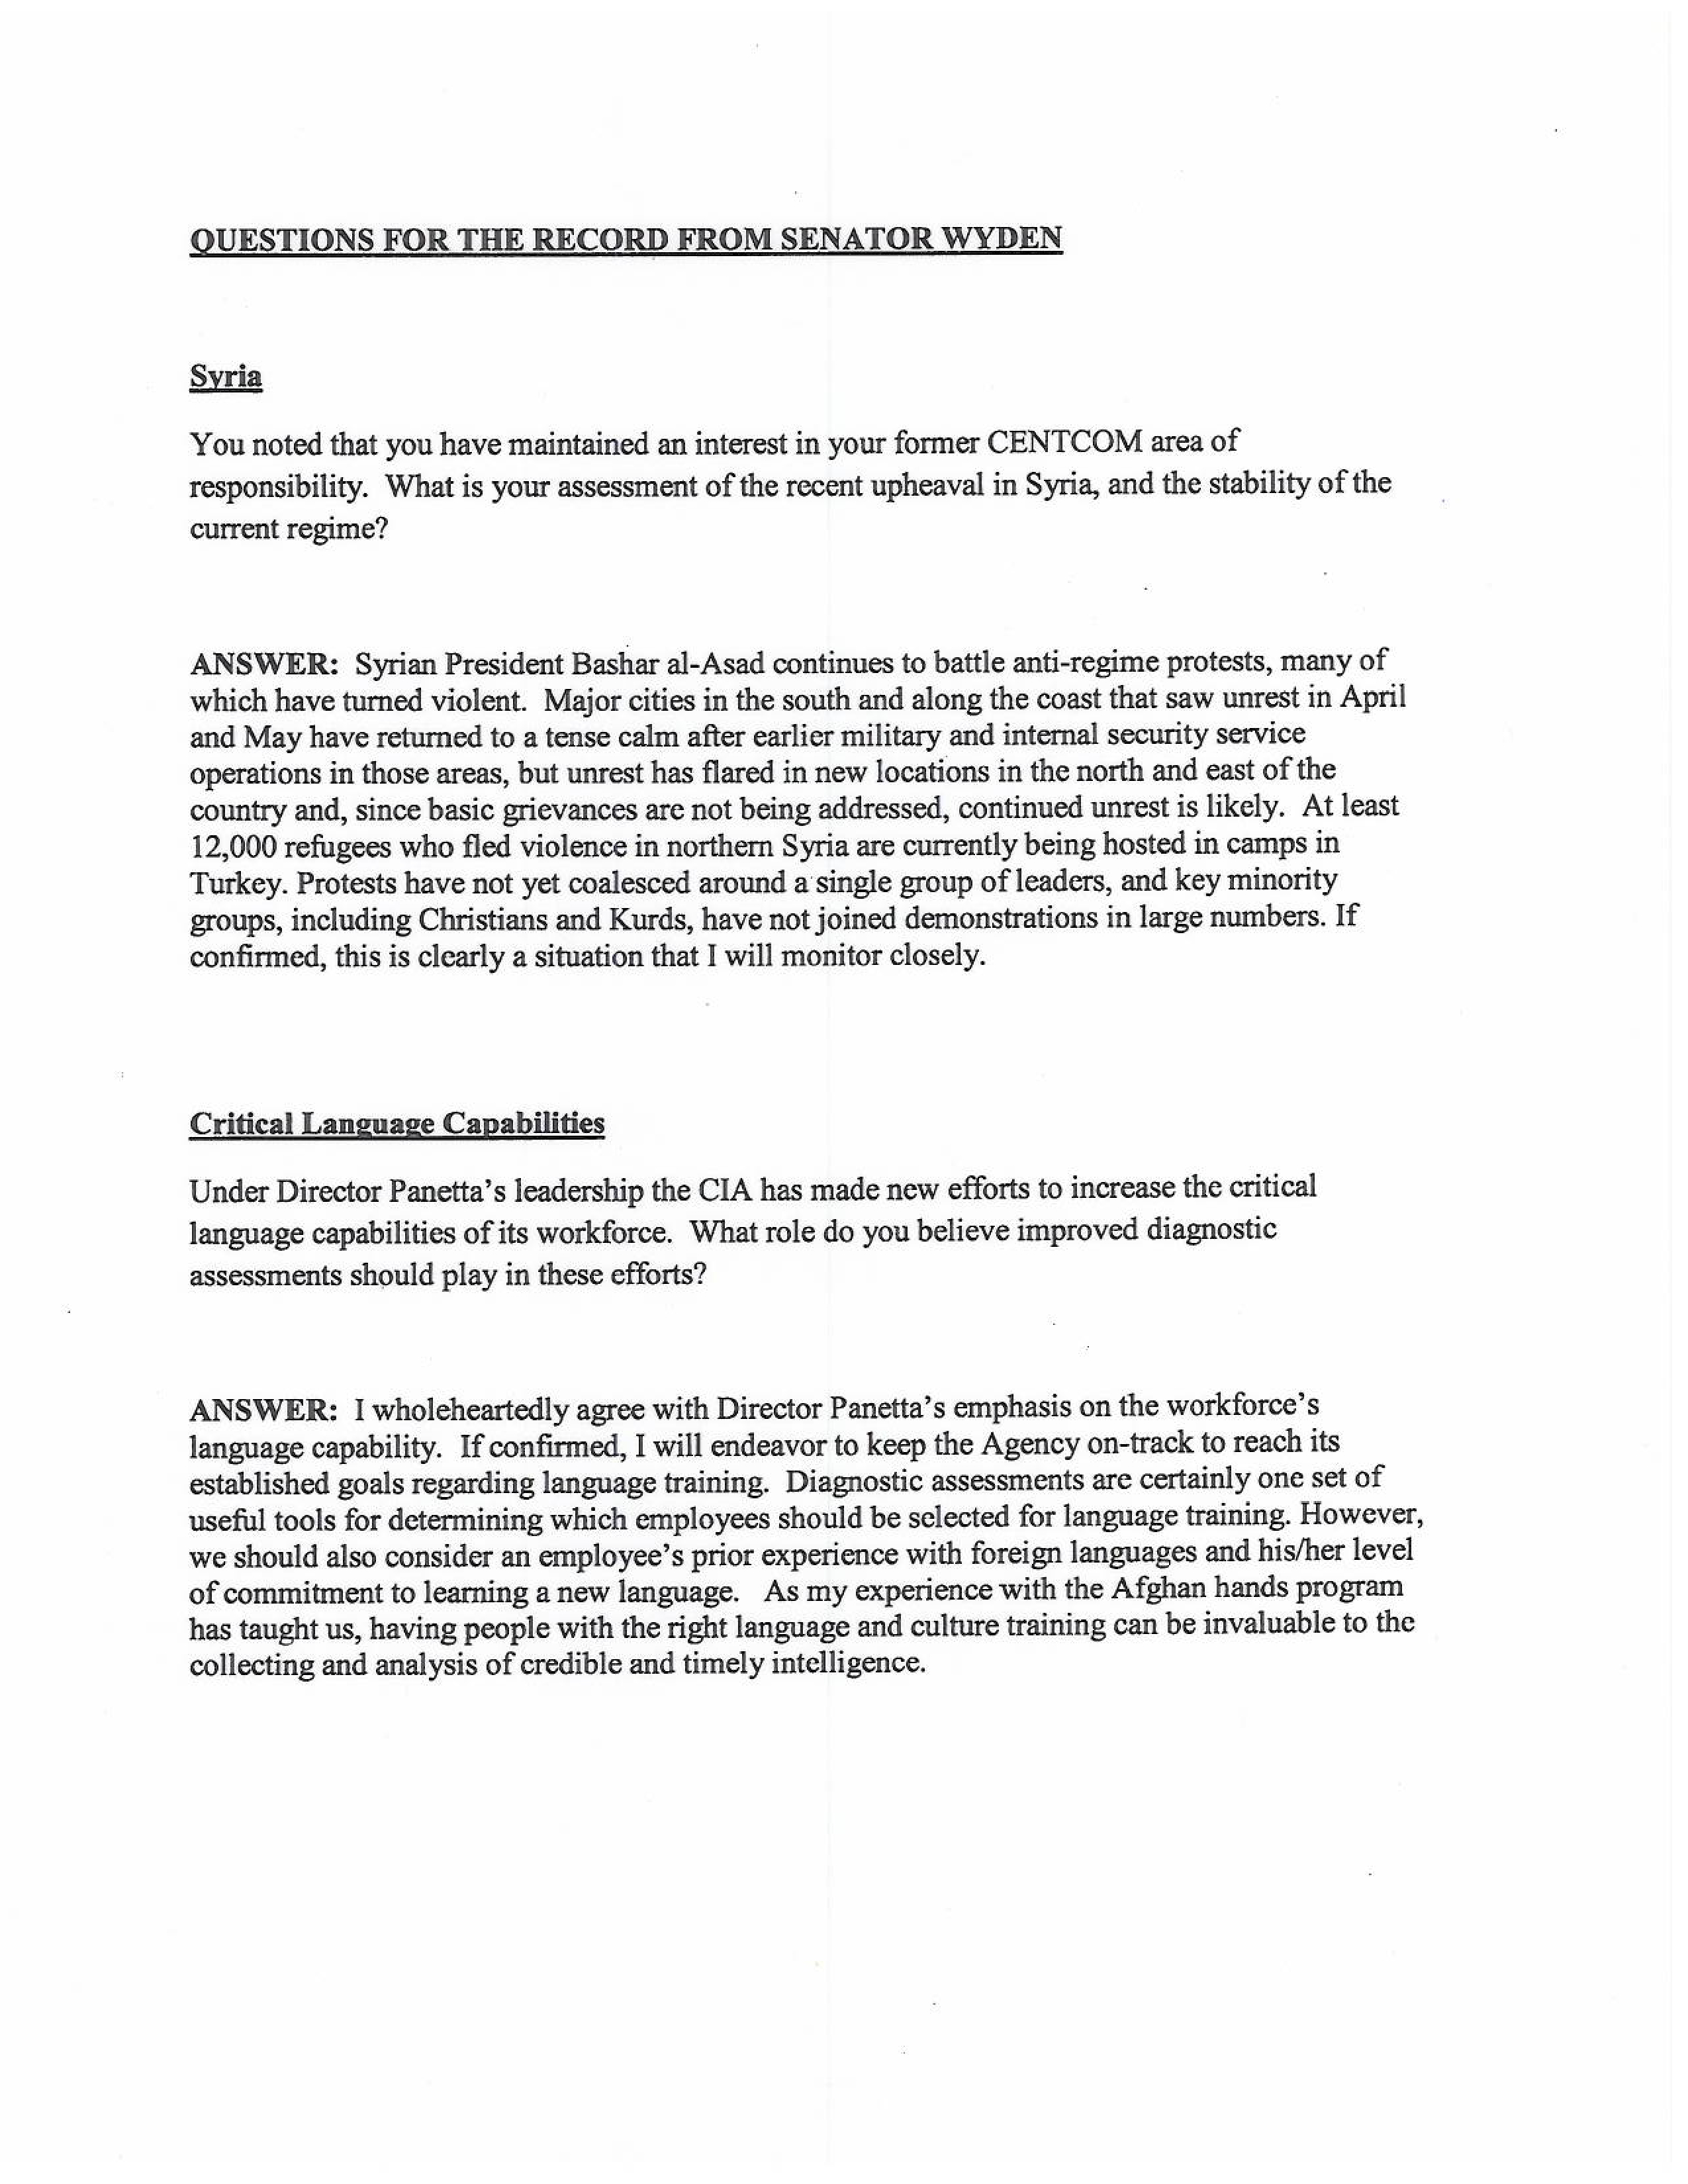 QUESTIONS FOR THE RECORD FROM SENATOR WYDEN
Syria
You noted that you have maintained an interest in your former CENTCOM area of
responsibility. What is your assessment of the recent upheaval in Syria, and the stability of the
current regime?
ANSWER: Syrian President Bashar al-Asad continues to battle anti-regime protests, many of
which have turned violent. Major cities in the south and along the coast that saw unrest in April
and May have returned to a tense calm after earlier military and internal security service
operations in those areas, but unrest has flared in new locations in the north and east of the
country and, since basic grievances are not being addressed, continued unrest is likely. At least
12,000 refugees who fled violence in northern Syria are currently being hosted in camps in
Turkey. Protests have not yet coalesced around a single group of leaders, and key minority
groups, including Christians and Kurds, have not joined demonstrations in large numbers. If
confirmed, this is clearly a situation that I will monitor closely.
Critical Language Capabilities
Under Director Panetta's leadership the CIA has made new efforts to increase the critical
language capabilities of its workforce. What role do you believe improved diagnostic
assessments should play in these efforts?
ANSWER: I wholeheartedly agree with Director Panetta's emphasis on the workforce's
language capability. If confirmed, I will endeavor to keep the Agency on-track to reach its
established goals regarding language training. Diagnostic assessments are certainly one set of
useful tools for determining which employees should be selected for language training. However,
we should also consider an employee's prior experience with foreign languages and his/her level
of commitment to learning a new language. As my experience with the Afghan hands program
has taught us, having people with the right language and culture training can be invaluable to the
collecting and analysis of credible and timely intelligence.